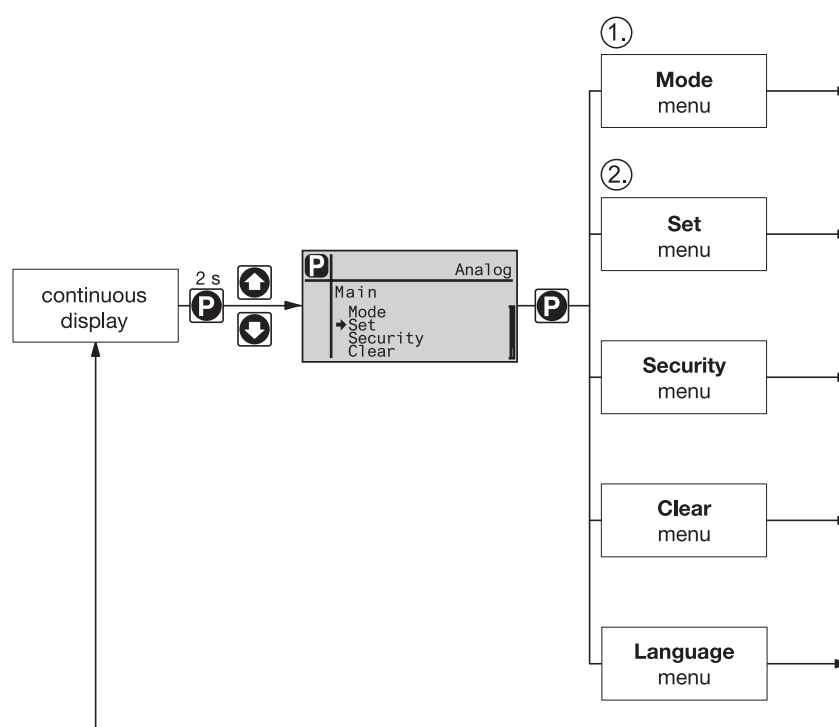 1.
Mode
menu
2.
Set
menu
2 s
P
Analog
Main
Mode
Set
Security
Clear
continuous
display
P
P
Security
menu
Clear
menu
Language
menu